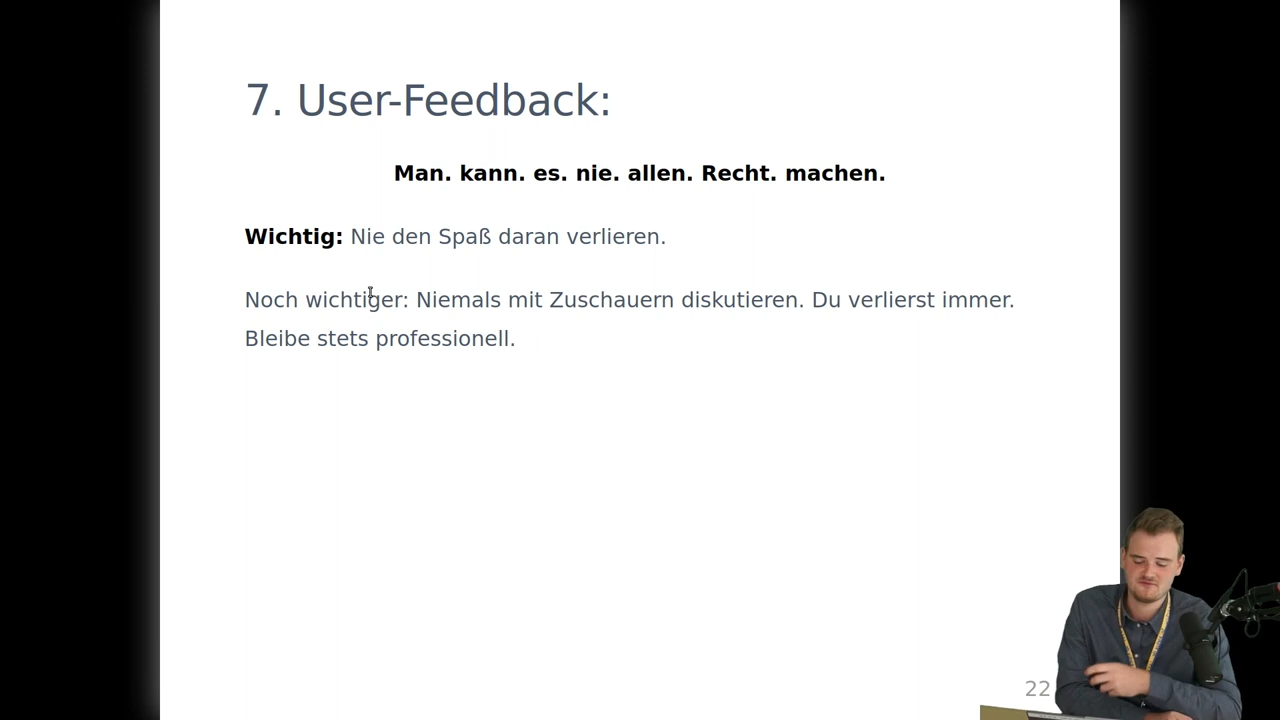 7. User-Feedback:
Man. kann. es. nie. allen. Recht. machen.
Wichtig: Nie den Spaß daran verlieren.
Noch wichtiger: Niemals mit Zuschauern diskutieren. Du verlierst immer.
Bleibe stets professionell.
22